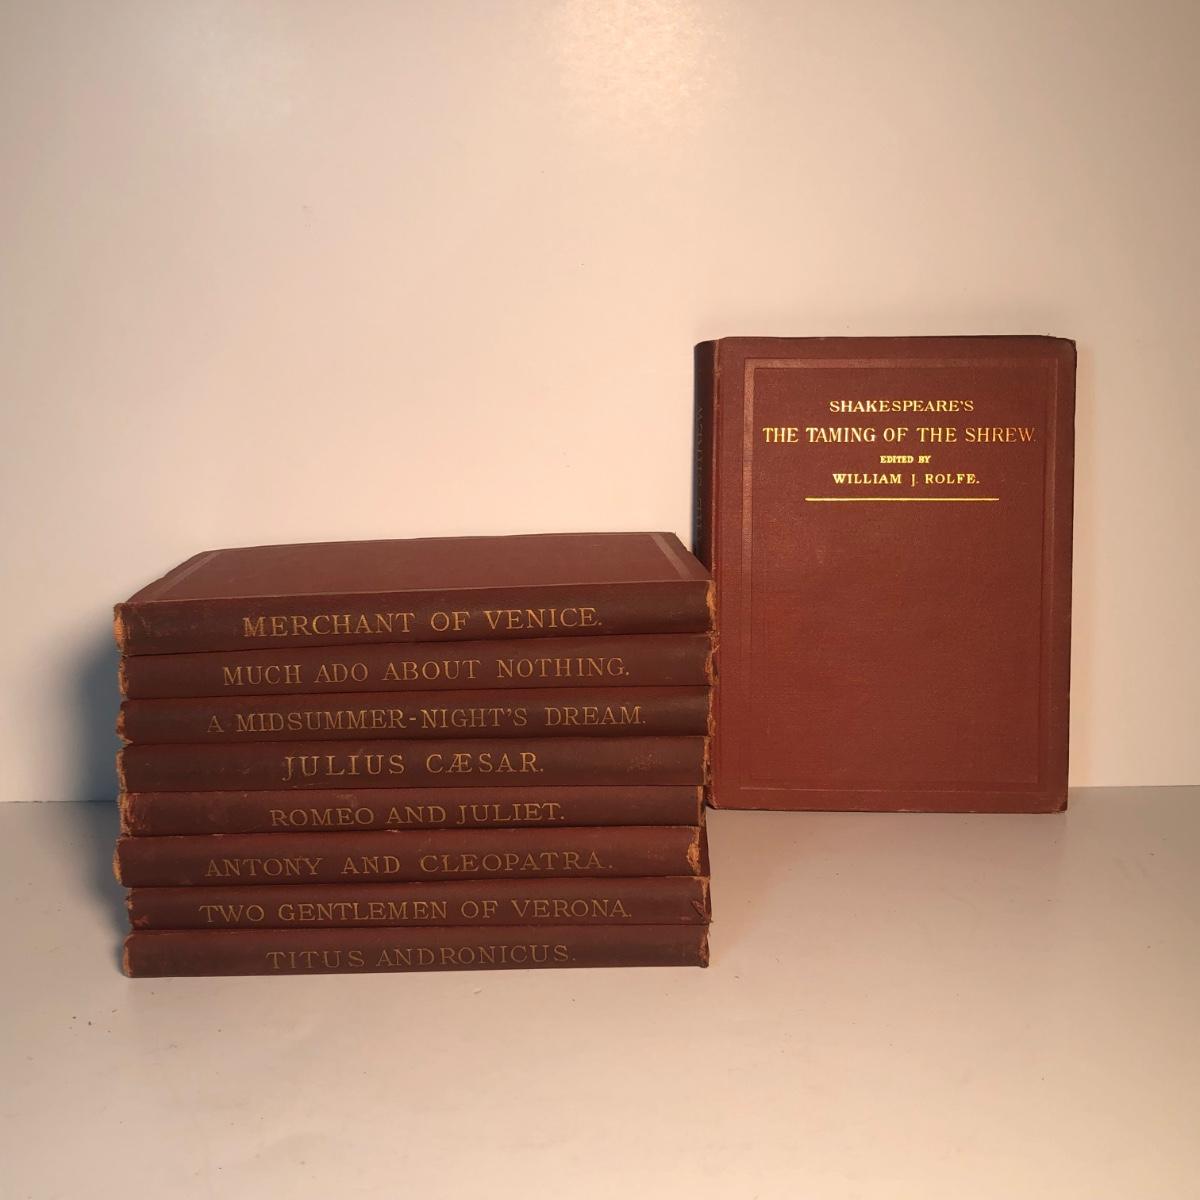 SHAKESPEARE'S
THE TAMING OF THE SHREW.
EDITED BY
WILLIAM J. ROLFE.
MERCHANT OF VENICE.
MUCH ADO ABOUT NOTHING.
A MIDSUMMER-NIGHT'S DREAM.
JULIUS CÆSAR.
ROMEO AND JULIET.
ANTONY AND CLEOPATRA.
TWO GENTLEMEN OF VERONA.
TITUS ANDRONICUS.